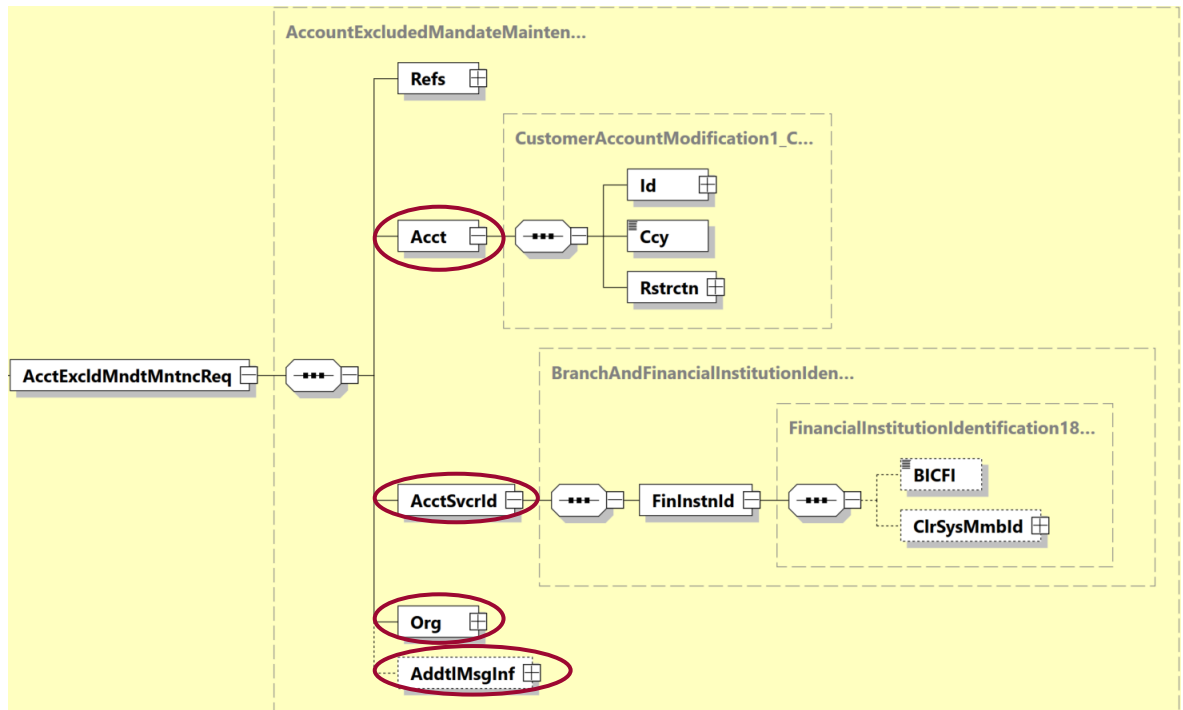 AccountExcludedMandateMainten...
Refs
CustomerAccountModification1_C...
Id
Acct
Ccy
Rstrctn
AcctExcldMndtMntncReq
BranchAndFinancialInstitutionIden...
FinancialInstitutionIdentification18...
BICFI
AcctSvcrId
FinInstnId
ClrSysMmbId
Org
AddtlMsgInf